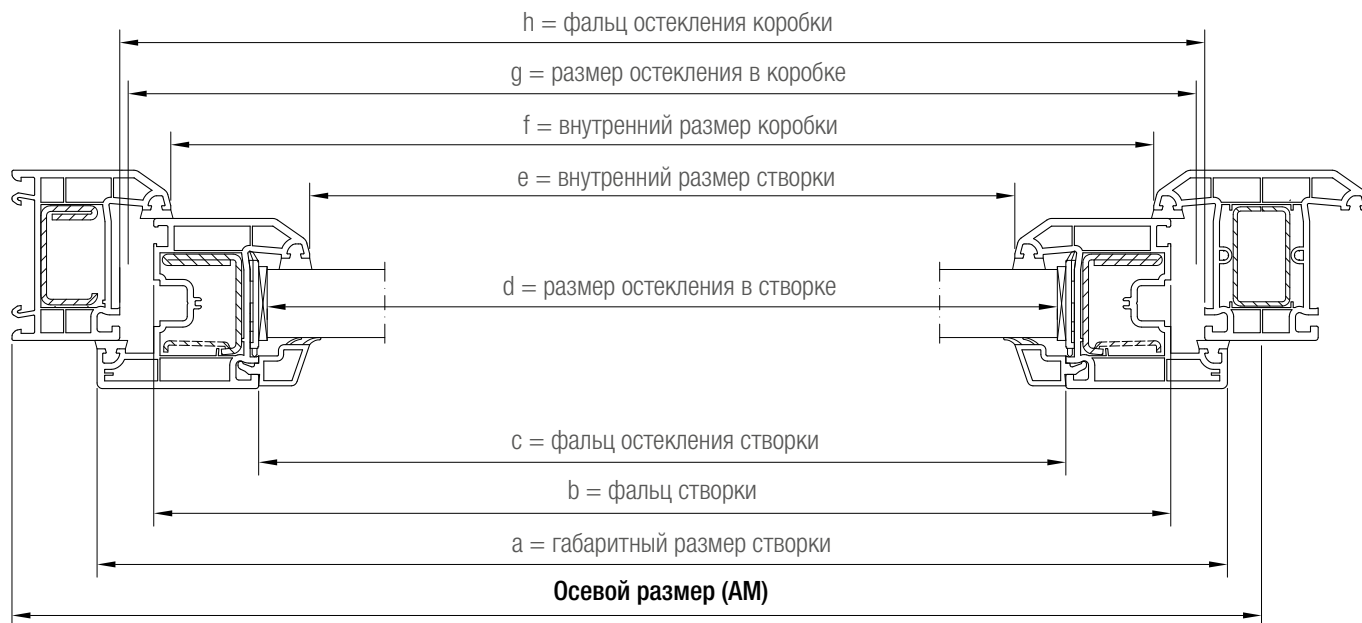 h = фальц остекления коробки
g = размер остекления в коробке
f = внутренний размер коробки
e = внутренний размер створки
d = размер остекления в створке
c = фальц остекления створки
b = фальц створки
a = габаритный размер створки
Осевой размер (АМ)